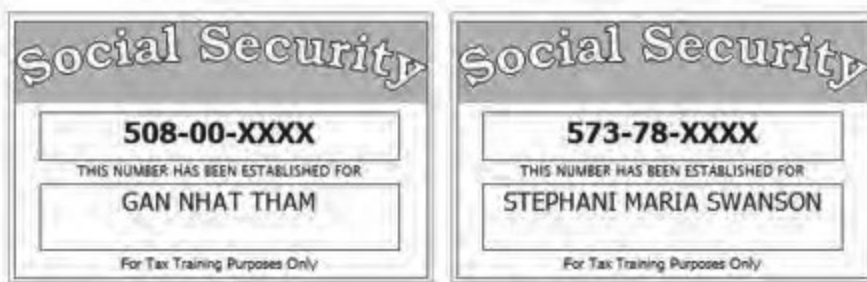 Social Security
508-00-XXXX
THIS NUMBER HAS BEEN ESTABLISHED FOR
GAN NHAT THAM
For Tax Training Purposes Only
Social Security
573-78-XXXX
THIS NUMBER HAS BEEN ESTABLISHED FOR
STEPHANI MARIA SWANSON
For Tax Training Purposes Only